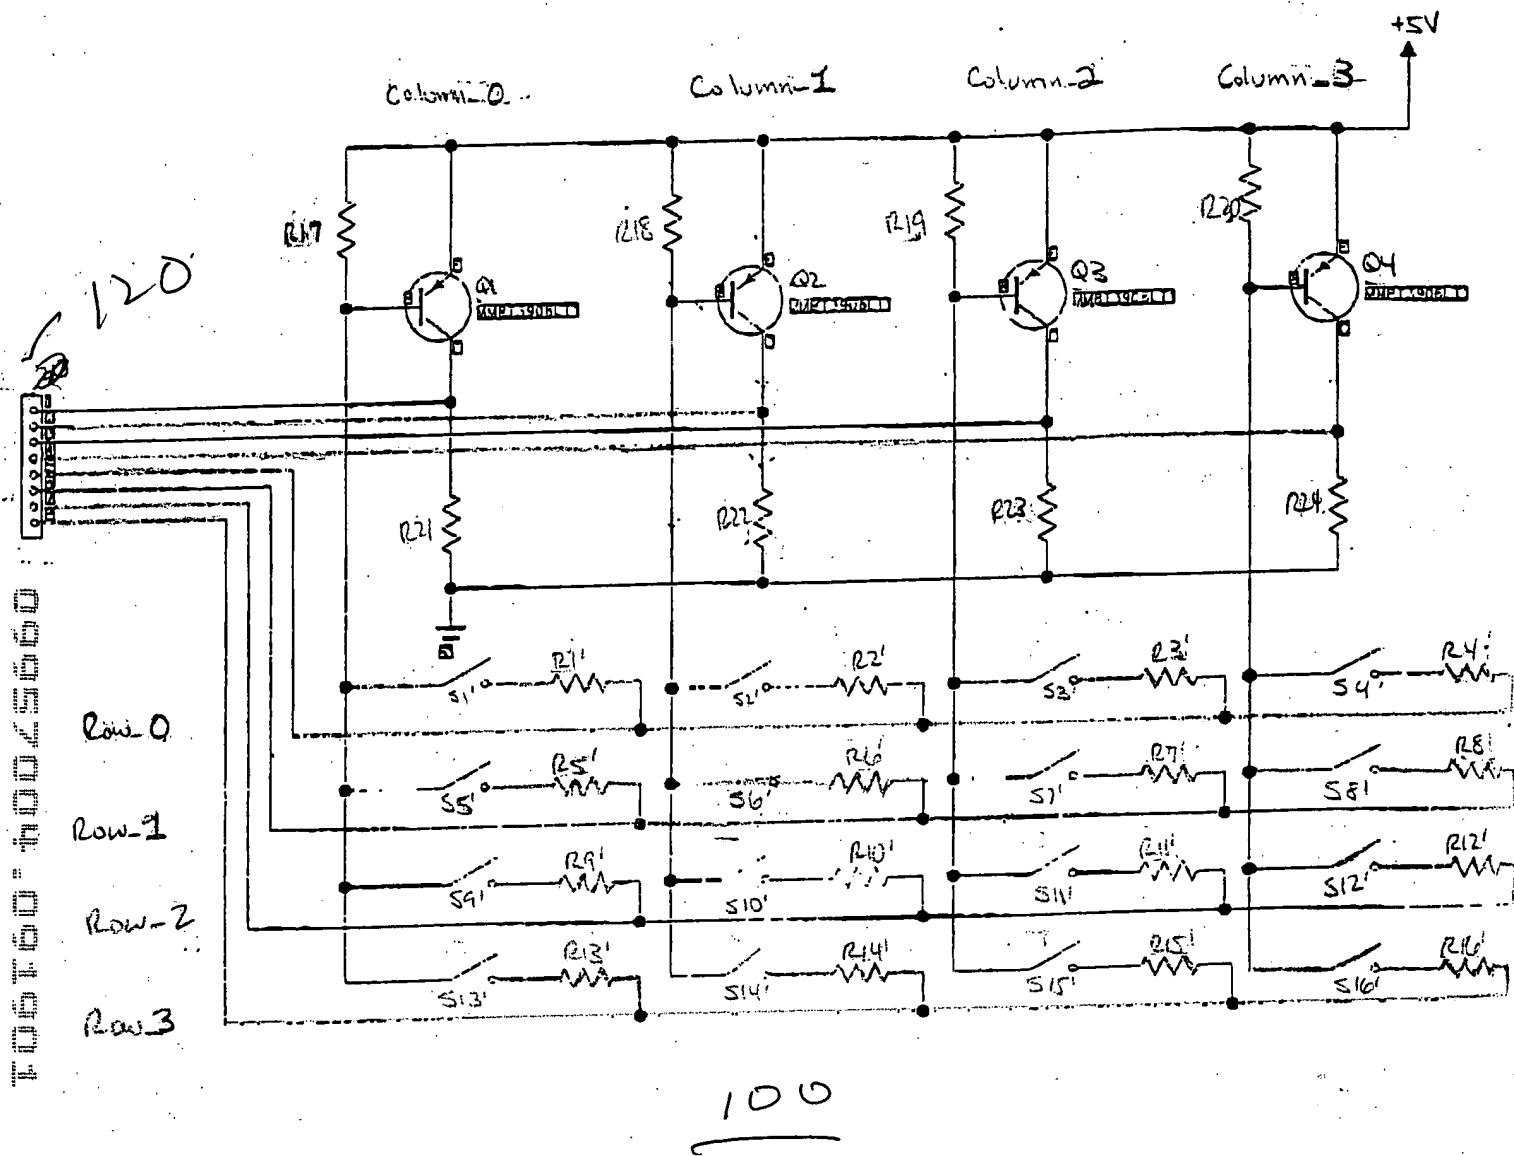 +5V
Column_0
Column_1
Column_2
Column_3
R17
R18
R19
R20
120
Q1
Q2
Q3
Q4
R21
R22
R23
R24
S1'
R1'
S2'
R2'
S3'
R3'
S4'
R4'
Row_0
S5'
R5'
S6'
R6'
S7'
R7'
S8'
R8'
Row_1
S9'
R9'
S10'
R10'
S11'
R11'
S12'
R12'
Row_2
S13'
R13'
S14'
R14'
S15'
R15'
S16'
R16'
Row_3
100